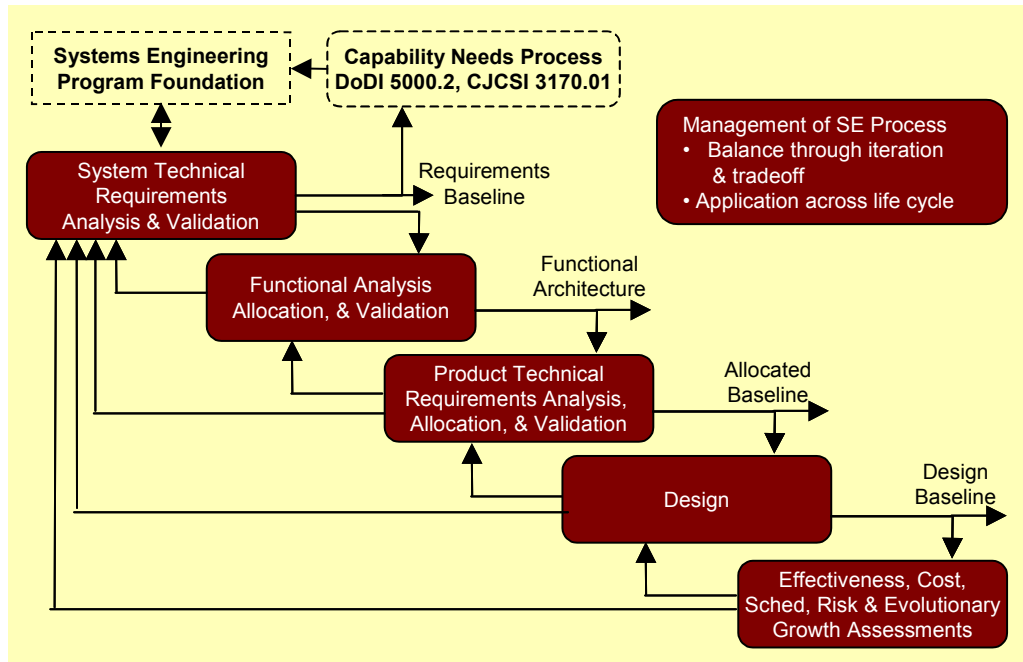 Systems Engineering
Program Foundation
Capability Needs Process
DoDI 5000.2, CJCSI 3170.01
Management of SE Process
• Balance through iteration
& tradeoff
• Application across life cycle
System Technical
Requirements
Analysis & Validation
Requirements
Baseline
Functional Analysis
Allocation, & Validation
Functional
Architecture
Product Technical
Requirements Analysis,
Allocation, & Validation
Allocated
Baseline
Design
Design
Baseline
Effectiveness, Cost,
Sched, Risk & Evolutionary
Growth Assessments